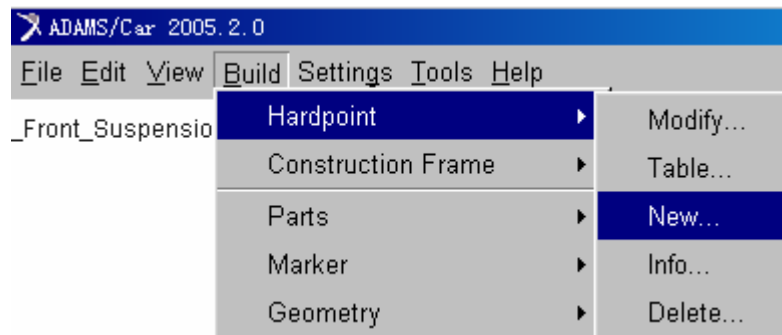 ADAMS/Car 2005.2.0
File Edit View Build Settings Tools Help
_Front_Suspensio
Hardpoint
Construction Frame
Parts
Marker
Geometry
Modify...
Table...
New...
Info...
Delete...